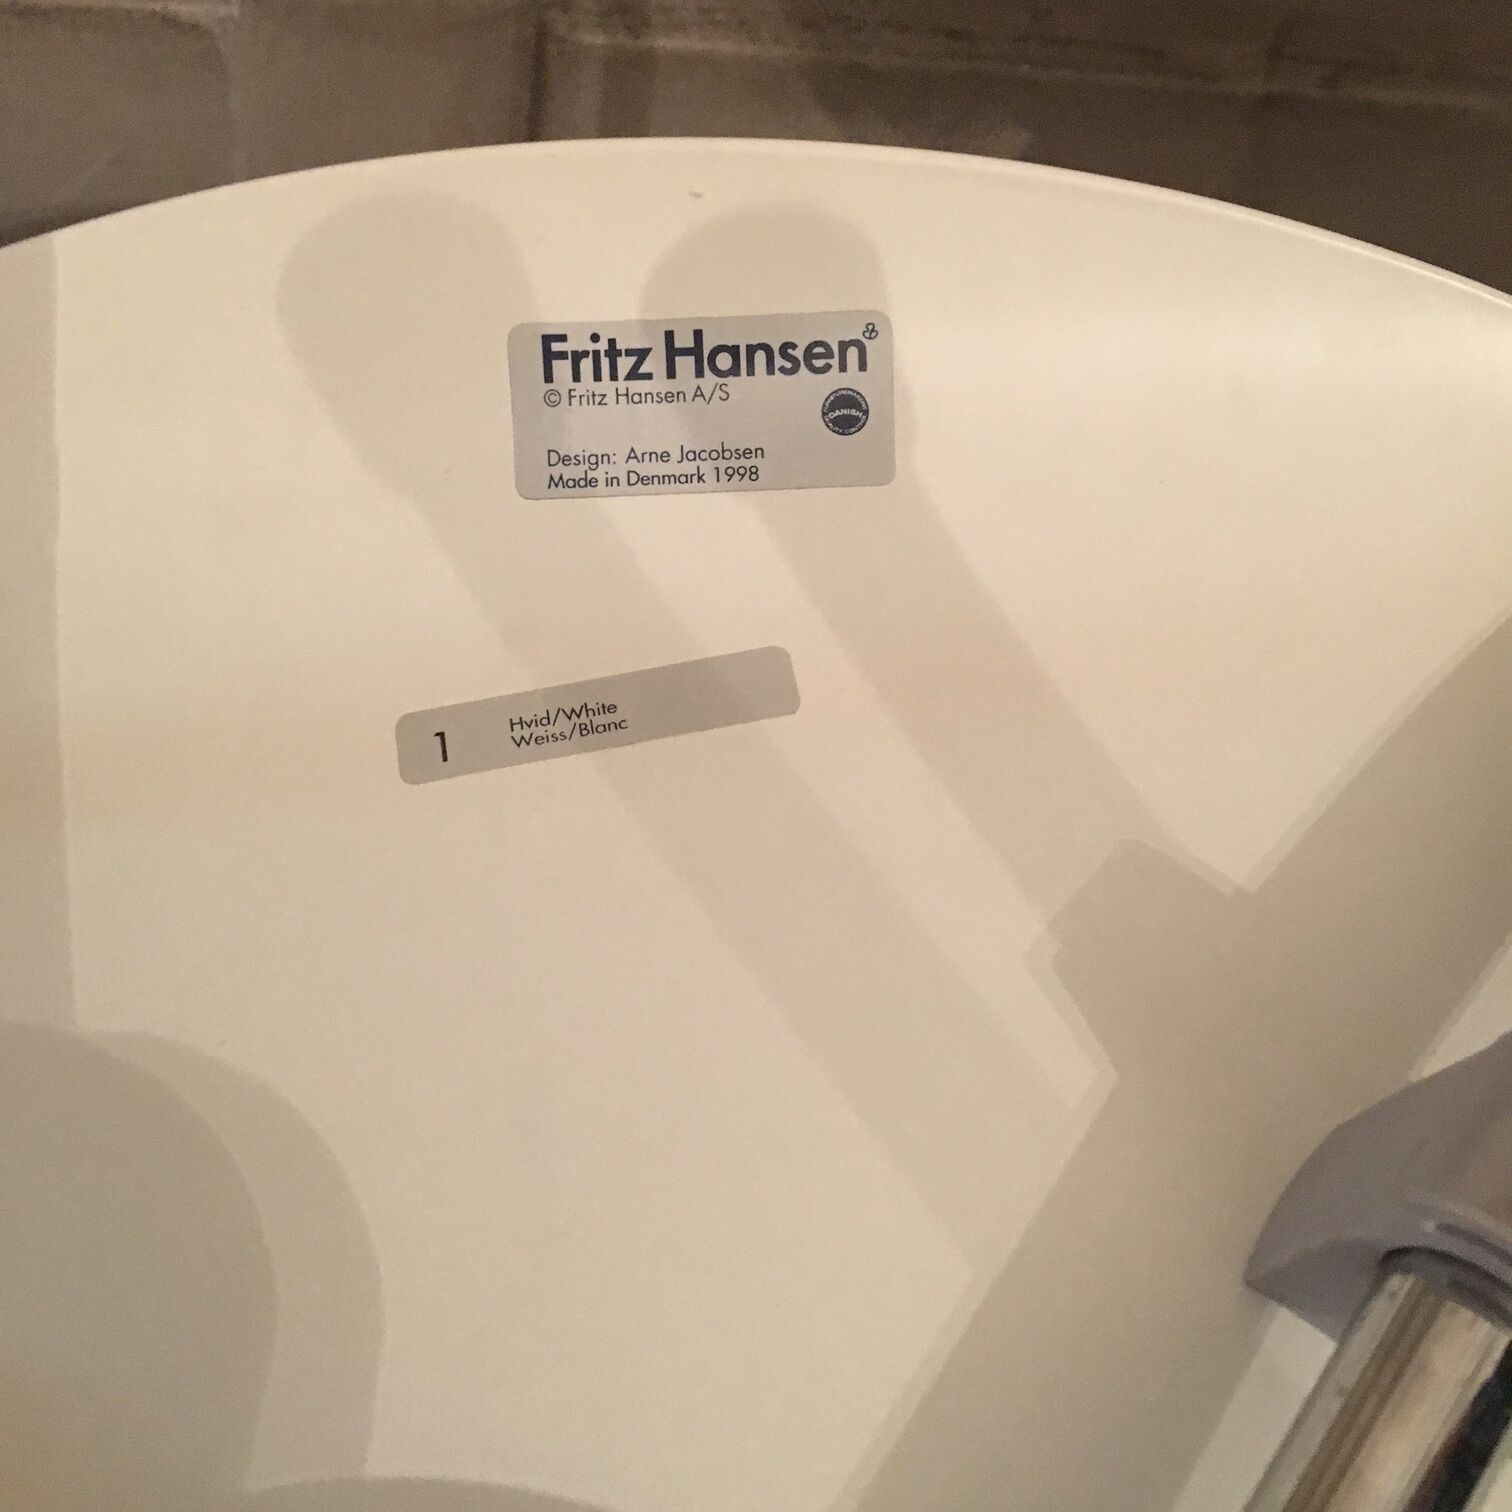 Fritz Hansen
© Fritz Hansen A/S
DANISH
Design: Arne Jacobsen
Made in Denmark 1998
1
Hvid/White
Weiss/Blanc